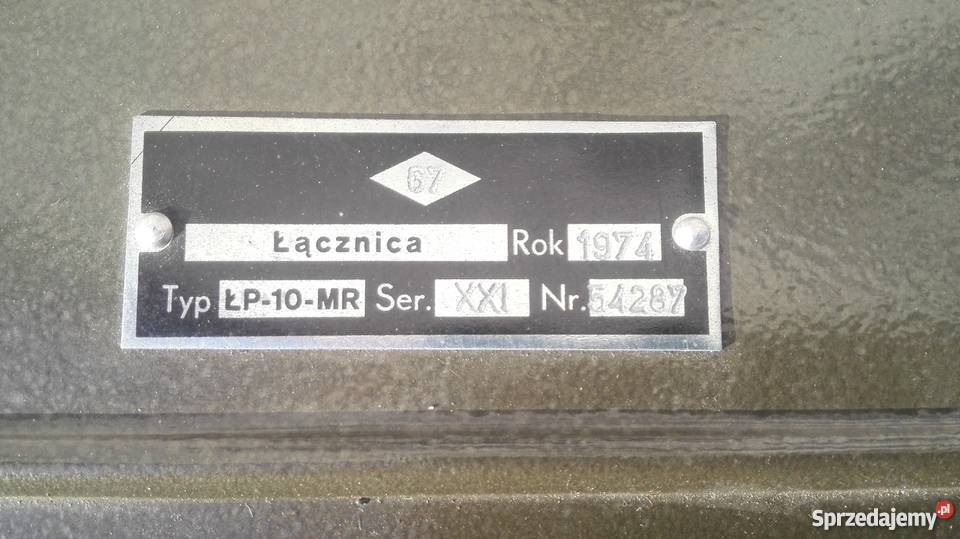 67
Łącznica Rok 1974
Typ ŁP-10-MR Ser. XXI Nr. 54287
Sprzedajemy.pl